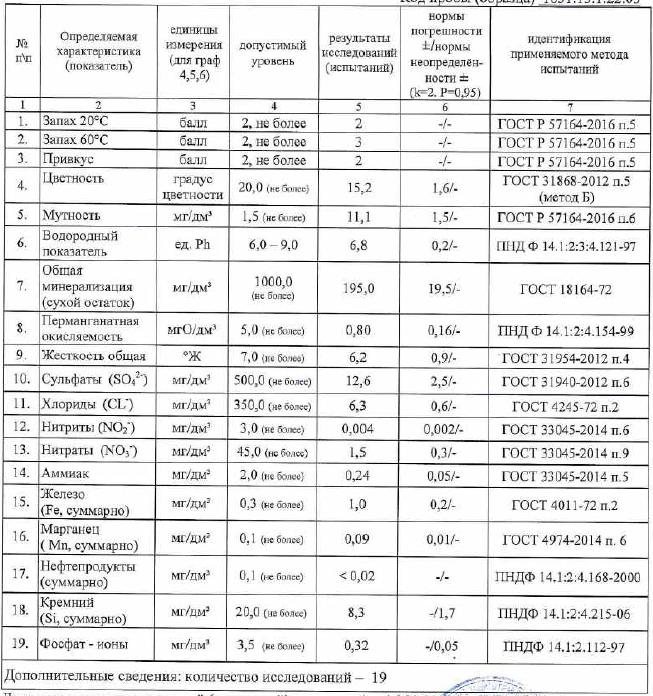 Код пробы (образца) 1651.15.1.22.03
№ п\п | Определяемая характеристика (показатель) | единицы измерения (для граф 4,5,6) | допустимый уровень | результаты исследований (испытаний) | нормы погрешности ±/нормы неопределён-ности ± (k=2. P=0,95) | идентификация применяемого метода испытаний
1 | 2 | 3 | 4 | 5 | 6 | 7
1. | Запах 20°С | балл | 2, не более | 2 | -/- | ГОСТ Р 57164-2016 п.5
2. | Запах 60°С | балл | 2, не более | 3 | -/- | ГОСТ Р 57164-2016 п.5
3. | Привкус | балл | 2, не более | 2 | -/- | ГОСТ Р 57164-2016 п.5
4. | Цветность | градус цветности | 20,0 (не более) | 15,2 | 1,6/- | ГОСТ 31868-2012 п.5 (метод Б)
5. | Мутность | мг/дм³ | 1,5 (не более) | 11,1 | 1,5/- | ГОСТ Р 57164-2016 п.6
6. | Водородный показатель | ед. Ph | 6,0 – 9,0 | 6,8 | 0,2/- | ПНД Ф 14.1:2:3:4.121-97
7. | Общая минерализация (сухой остаток) | мг/дм³ | 1000,0 (не более) | 195,0 | 19,5/- | ГОСТ 18164-72
8. | Перманганатная окисляемость | мгО/дм³ | 5,0 (не более) | 0,80 | 0,16/- | ПНД Ф 14.1:2:4.154-99
9. | Жесткость общая | °Ж | 7,0 (не более) | 6,2 | 0,9/- | ГОСТ 31954-2012 п.4
10. | Сульфаты (SO₄²⁻) | мг/дм³ | 500,0 (не более) | 12,6 | 2,5/- | ГОСТ 31940-2012 п.6
11. | Хлориды (CL⁻) | мг/дм³ | 350,0 (не более) | 6,3 | 0,6/- | ГОСТ 4245-72 п.2
12. | Нитриты (NO₂⁻) | мг/дм³ | 3,0 (не более) | 0,004 | 0,002/- | ГОСТ 33045-2014 п.6
13. | Нитраты (NO₃⁻) | мг/дм³ | 45,0 (не более) | 1,5 | 0,3/- | ГОСТ 33045-2014 п.9
14. | Аммиак | мг/дм³ | 2,0 (не более) | 0,24 | 0,05/- | ГОСТ 33045-2014 п.5
15. | Железо (Fe, суммарно) | мг/дм³ | 0,3 (не более) | 1,0 | 0,2/- | ГОСТ 4011-72 п.2
16. | Марганец ( Mn, суммарно) | мг/дм³ | 0,1 (не более) | 0,09 | 0,01/- | ГОСТ 4974-2014 п. 6
17. | Нефтепродукты (суммарно) | мг/дм³ | 0,1 (не более) | < 0,02 | -/- | ПНДФ 14.1:2:4.168-2000
18. | Кремний (Si, суммарно) | мг/дм³ | 20,0 (не более) | 8,3 | -/1,7 | ПНДФ 14.1:2:4.215-06
19. | Фосфат - ионы | мг/дм³ | 3,5 (не более) | 0,32 | -/0,05 | ПНДФ 14.1:2.112-97
Дополнительные сведения: количество исследований – 19